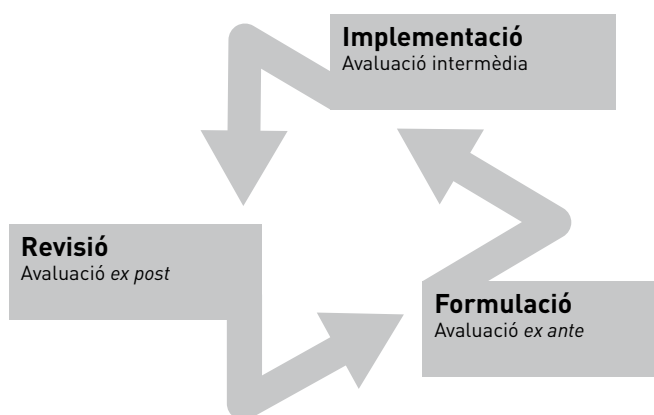 Implementació
Avaluació intermèdia
Revisió
Avaluació ex post
Formulació
Avaluació ex ante